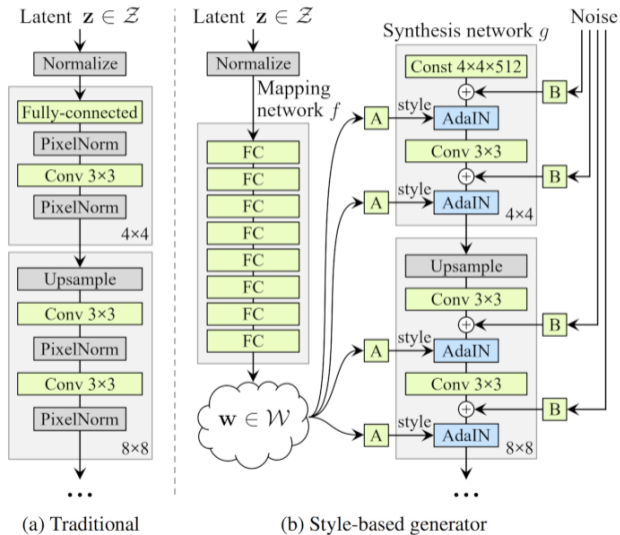 Latent z ∈ Z
Normalize
Fully-connected
PixelNorm
Conv 3×3
PixelNorm
4×4
Upsample
Conv 3×3
PixelNorm
Conv 3×3
PixelNorm
8×8
...
(a) Traditional
Latent z ∈ Z
Normalize
Mapping
network f
FC
FC
FC
FC
FC
FC
FC
FC
w ∈ W
A
style
A
style
A
style
A
style
Synthesis network g
Const 4×4×512
AdaIN
Conv 3×3
AdaIN
4×4
Upsample
Conv 3×3
AdaIN
Conv 3×3
AdaIN
8×8
...
Noise
B
B
B
B
(b) Style-based generator